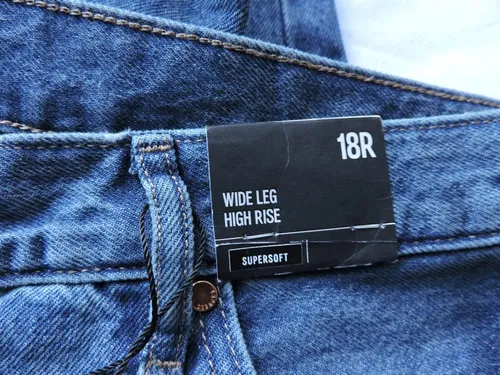 18R
WIDE LEG
HIGH RISE
SUPERSOFT